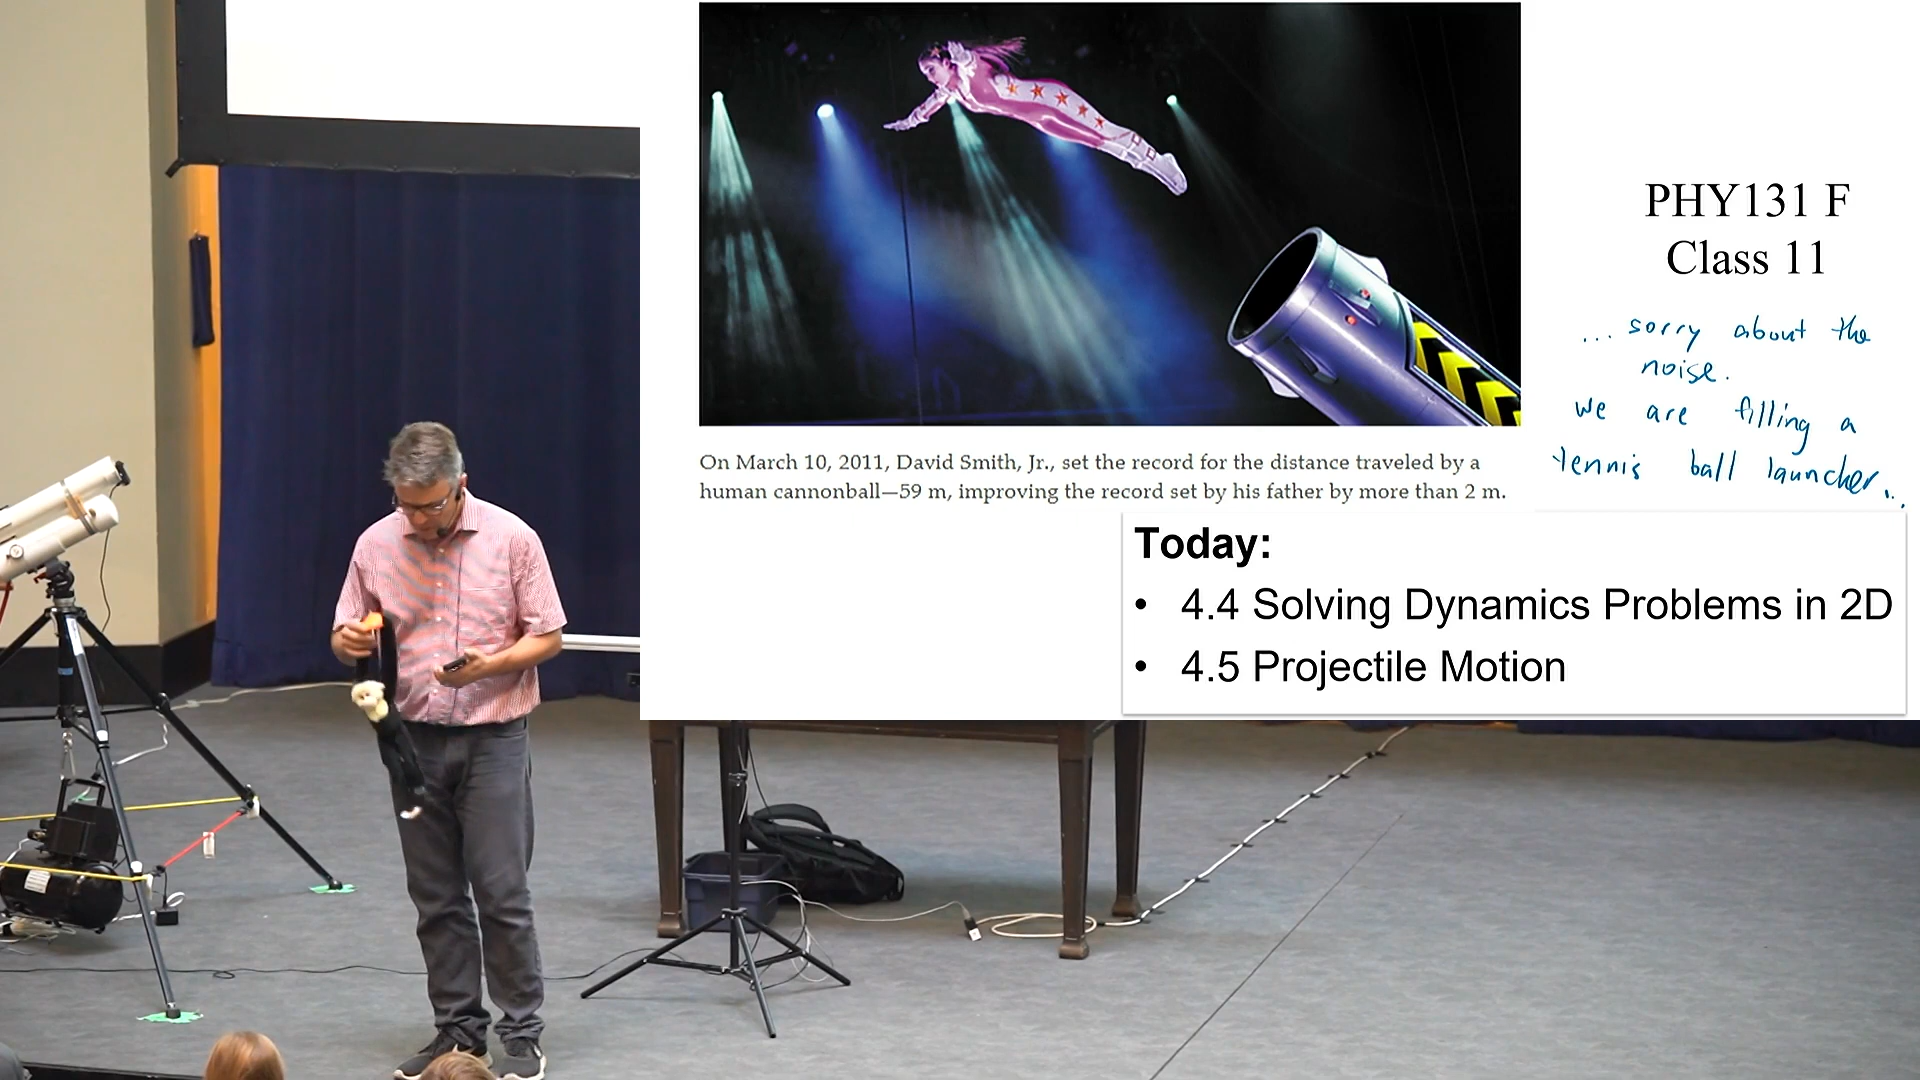 PHY131 F
Class 11
... sorry about the
noise.
we are filling a
tennis ball launcher...
On March 10, 2011, David Smith, Jr., set the record for the distance traveled by a
human cannonball—59 m, improving the record set by his father by more than 2 m.
Today:
• 4.4 Solving Dynamics Problems in 2D
• 4.5 Projectile Motion